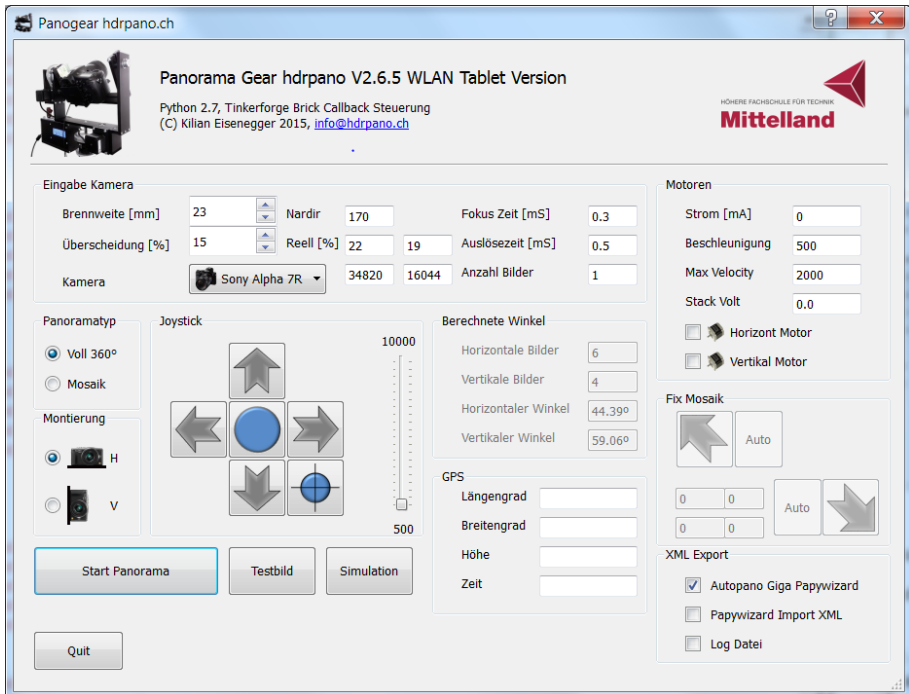 Panogear hdrpano.ch
Panorama Gear hdrpano V2.6.5 WLAN Tablet Version
Python 2.7, Tinkerforge Brick Callback Steuerung
(C) Kilian Eisenegger 2015, info@hdrpano.ch
HÖHERE FACHSCHULE FÜR TECHNIK
Mittelland
Eingabe Kamera
Brennweite [mm] 23 Nardir 170 Fokus Zeit [mS] 0.3
Überscheidung [%] 15 Reell [%] 22 19 Auslösezeit [mS] 0.5
Kamera Sony Alpha 7R 34820 16044 Anzahl Bilder 1
Motoren
Strom [mA] 0
Beschleunigung 500
Max Velocity 2000
Stack Volt 0.0
Horizont Motor
Vertikal Motor
Panoramatyp
Voll 360°
Mosaik
Montierung
H
V
Joystick
10000
500
Berechnete Winkel
Horizontale Bilder 6
Vertikale Bilder 4
Horizontaler Winkel 44.39º
Vertikaler Winkel 59.06º
Fix Mosaik
Auto
0 0
0 0
Auto
GPS
Längengrad
Breitengrad
Höhe
Zeit
XML Export
Autopano Giga Papywizard
Papywizard Import XML
Log Datei
Start Panorama
Testbild
Simulation
Quit